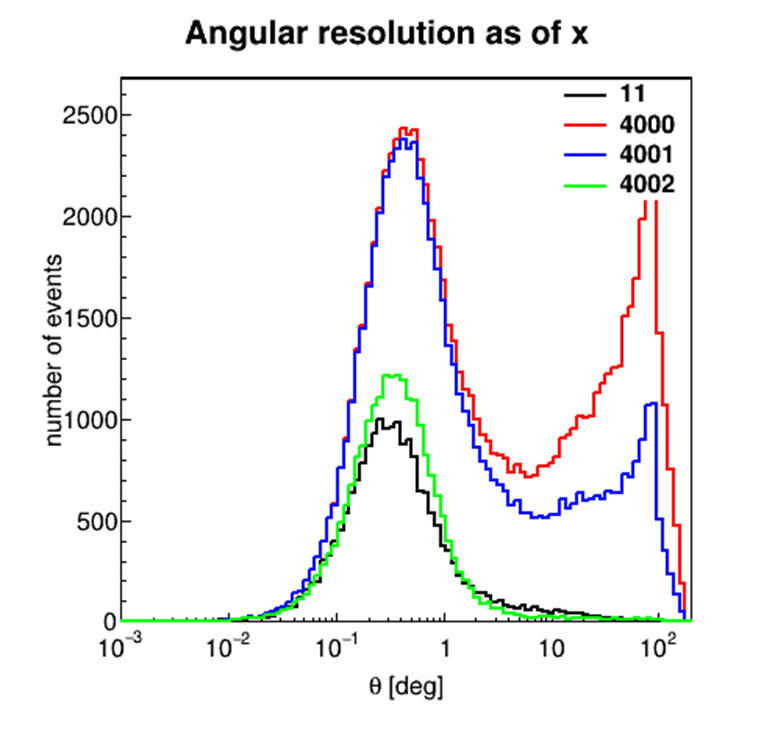 Angular resolution as of x
11
4000
4001
4002
number of events
2500
2000
1500
1000
500
0
10⁻³ 10⁻² 10⁻¹ 1 10 10²
θ [deg]